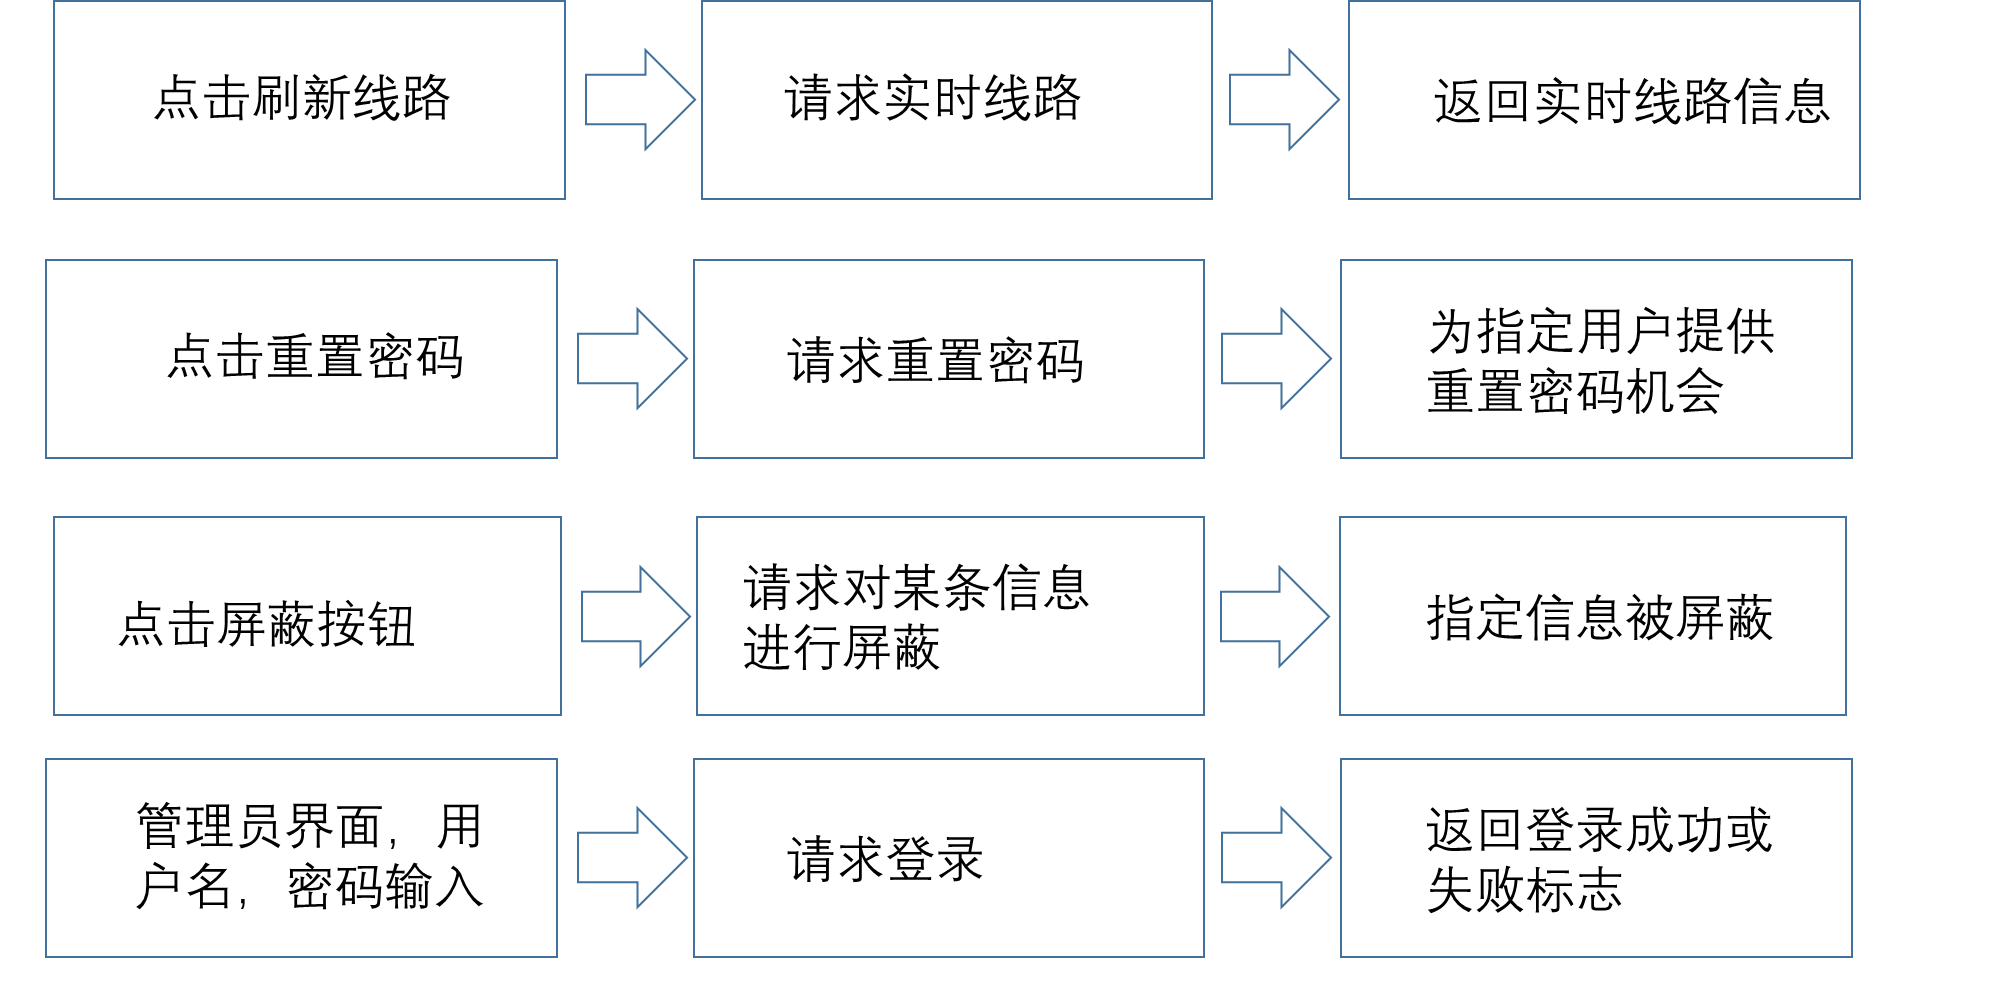 点击刷新线路
请求实时线路
返回实时线路信息
点击重置密码
请求重置密码
为指定用户提供
重置密码机会
点击屏蔽按钮
请求对某条信息
进行屏蔽
指定信息被屏蔽
管理员界面，用
户名，密码输入
请求登录
返回登录成功或
失败标志